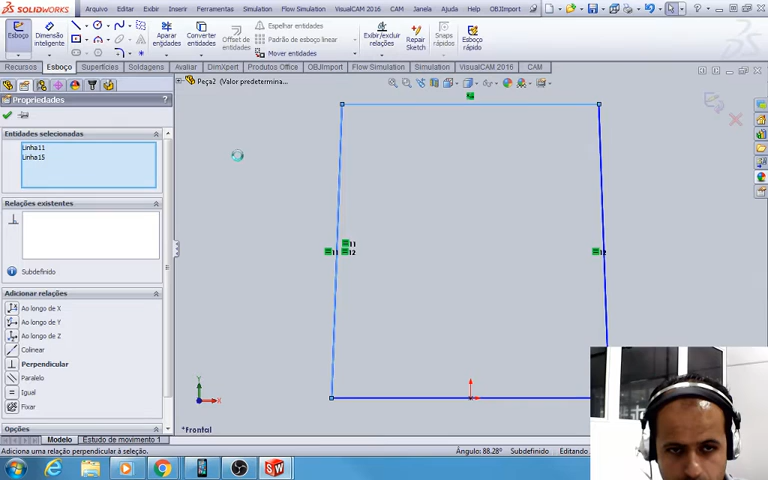 SOLIDWORKS
Arquivo Editar Exibir Inserir Ferramentas Simulation Flow Simulation VisualCAM 2016 CAM Janela Ajuda OBJImport
Esboço
Dimensão inteligente
Aparar entidades
Converter entidades
Offset de entidades
Espelhar entidades
Padrão de esboço linear
Mover entidades
Exibir/excluir relações
Repair Sketch
Snaps rápidos
Esboço rápido
Esboço Superfícies Soldagens Avaliar DimXpert Produtos Office OBJImport Flow Simulation Simulation VisualCAM 2016 CAM
Propriedades ?
Peça2 (Valor predetermina...
Entidades selecionadas
Linha11
Linha15
Relações existentes
Subdefinido
Adicionar relações
Ao longo de X
Ao longo de Y
Ao longo de Z
Colinear
Perpendicular
Paralelo
Igual
Fixar
Opções
11
11 12
12
Y
X
*Frontal
Modelo Estudo de movimento 1
Adiciona uma relação perpendicular à seleção. Ângulo: 88.28° Subdefinido Editando